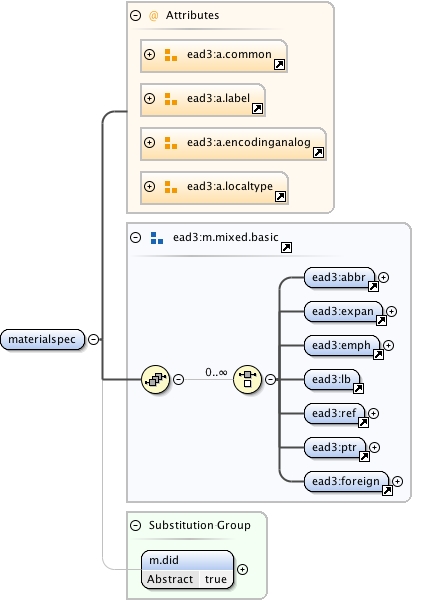 @ Attributes
ead3:a.common
ead3:a.label
ead3:a.encodinganalog
ead3:a.localtype
ead3:m.mixed.basic
materialspec
0..∞
ead3:abbr
ead3:expan
ead3:emph
ead3:lb
ead3:ref
ead3:ptr
ead3:foreign
Substitution Group
m.did
Abstract true